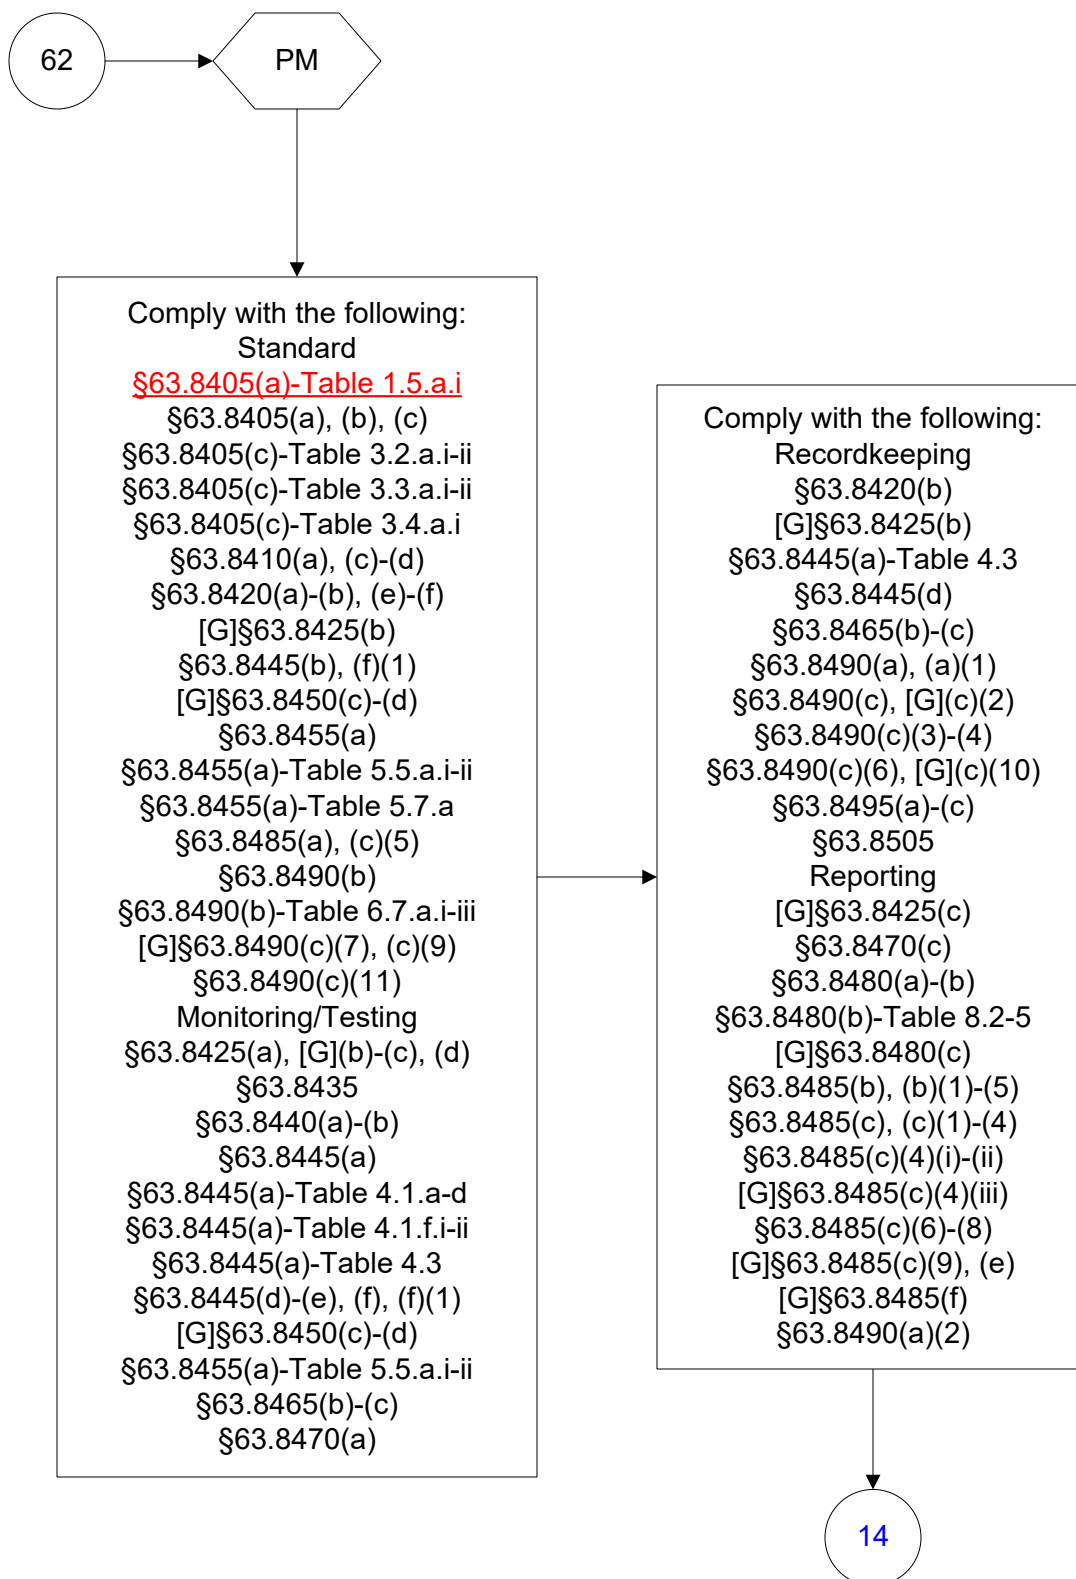 62
PM
Comply with the following:
Standard
§63.8405(a)-Table 1.5.a.i
§63.8405(a), (b), (c)
§63.8405(c)-Table 3.2.a.i-ii
§63.8405(c)-Table 3.3.a.i-ii
§63.8405(c)-Table 3.4.a.i
§63.8410(a), (c)-(d)
§63.8420(a)-(b), (e)-(f)
[G]§63.8425(b)
§63.8445(b), (f)(1)
[G]§63.8450(c)-(d)
§63.8455(a)
§63.8455(a)-Table 5.5.a.i-ii
§63.8455(a)-Table 5.7.a
§63.8485(a), (c)(5)
§63.8490(b)
§63.8490(b)-Table 6.7.a.i-iii
[G]§63.8490(c)(7), (c)(9)
§63.8490(c)(11)
Monitoring/Testing
§63.8425(a), [G](b)-(c), (d)
§63.8435
§63.8440(a)-(b)
§63.8445(a)
§63.8445(a)-Table 4.1.a-d
§63.8445(a)-Table 4.1.f.i-ii
§63.8445(a)-Table 4.3
§63.8445(d)-(e), (f), (f)(1)
[G]§63.8450(c)-(d)
§63.8455(a)-Table 5.5.a.i-ii
§63.8465(b)-(c)
§63.8470(a)
Comply with the following:
Recordkeeping
§63.8420(b)
[G]§63.8425(b)
§63.8445(a)-Table 4.3
§63.8445(d)
§63.8465(b)-(c)
§63.8490(a), (a)(1)
§63.8490(c), [G](c)(2)
§63.8490(c)(3)-(4)
§63.8490(c)(6), [G](c)(10)
§63.8495(a)-(c)
§63.8505
Reporting
[G]§63.8425(c)
§63.8470(c)
§63.8480(a)-(b)
§63.8480(b)-Table 8.2-5
[G]§63.8480(c)
§63.8485(b), (b)(1)-(5)
§63.8485(c), (c)(1)-(4)
§63.8485(c)(4)(i)-(ii)
[G]§63.8485(c)(4)(iii)
§63.8485(c)(6)-(8)
[G]§63.8485(c)(9), (e)
[G]§63.8485(f)
§63.8490(a)(2)
14